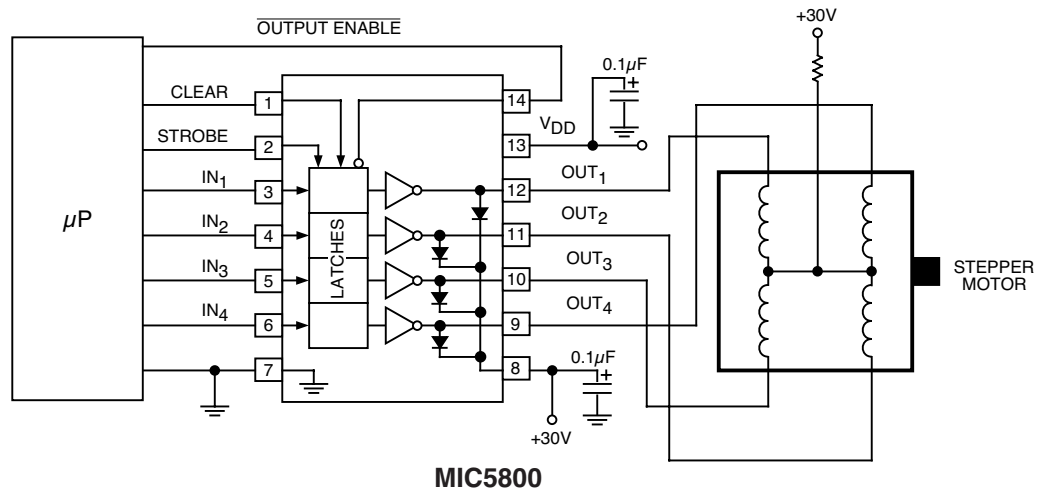 +30V
OUTPUT ENABLE
0.1µF
+
CLEAR
1
14
VDD
STROBE
2
13
IN1
3
12
OUT1
µP
IN2
4
11
OUT2
LATCHES
IN3
5
10
OUT3
STEPPER
MOTOR
IN4
6
9
OUT4
7
8
0.1µF
+
+30V
MIC5800